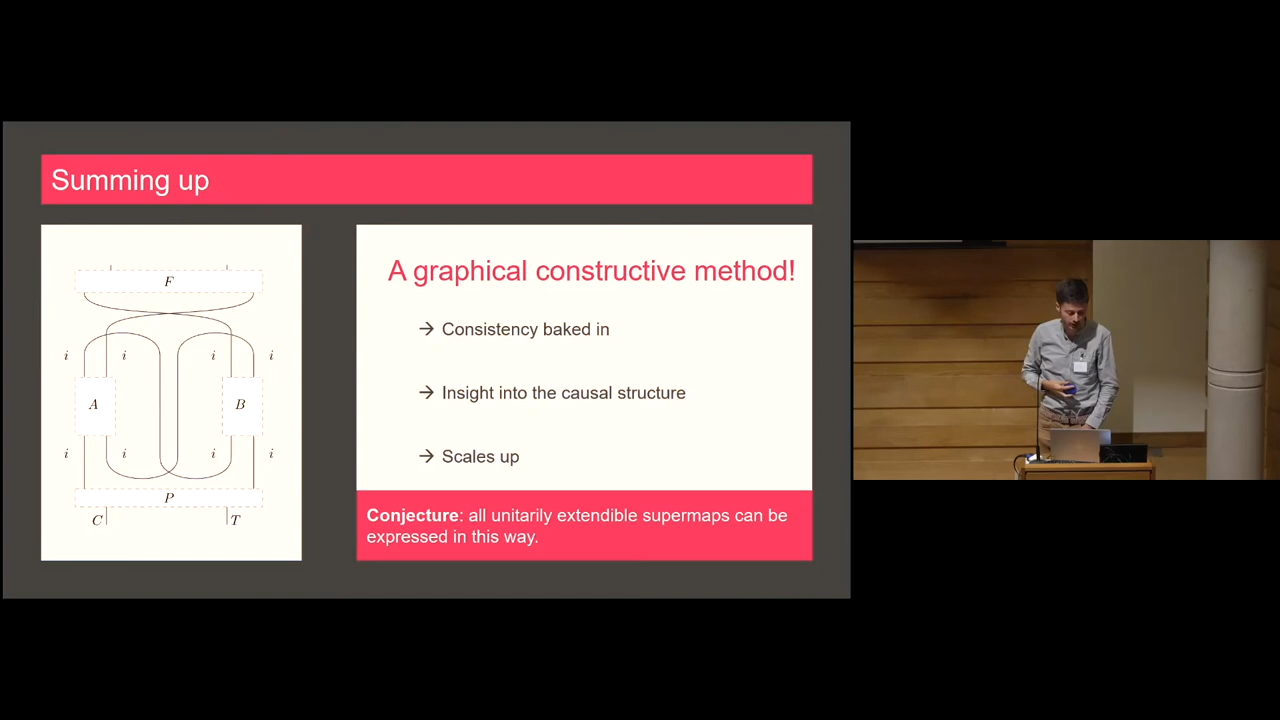 Summing up
F
i i i i
A B
i i i i
P
C T
A graphical constructive method!
→ Consistency baked in
→ Insight into the causal structure
→ Scales up
Conjecture: all unitarily extendible supermaps can be
expressed in this way.